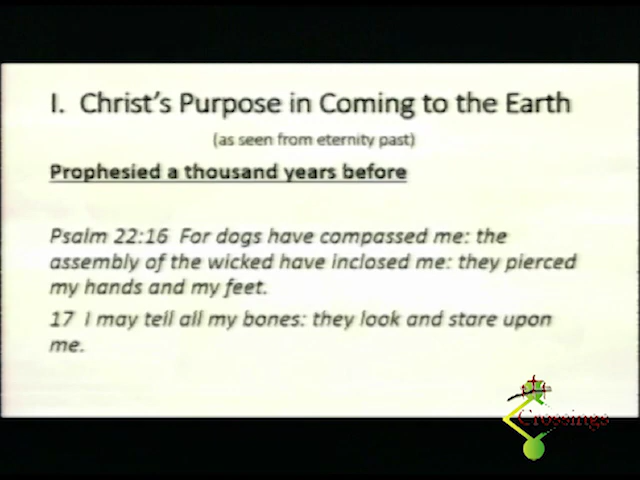 I. Christ's Purpose in Coming to the Earth
(as seen from eternity past)
Prophesied a thousand years before
Psalm 22:16 For dogs have compassed me: the
assembly of the wicked have inclosed me: they pierced
my hands and my feet.
17 I may tell all my bones: they look and stare upon
me.
Crossings